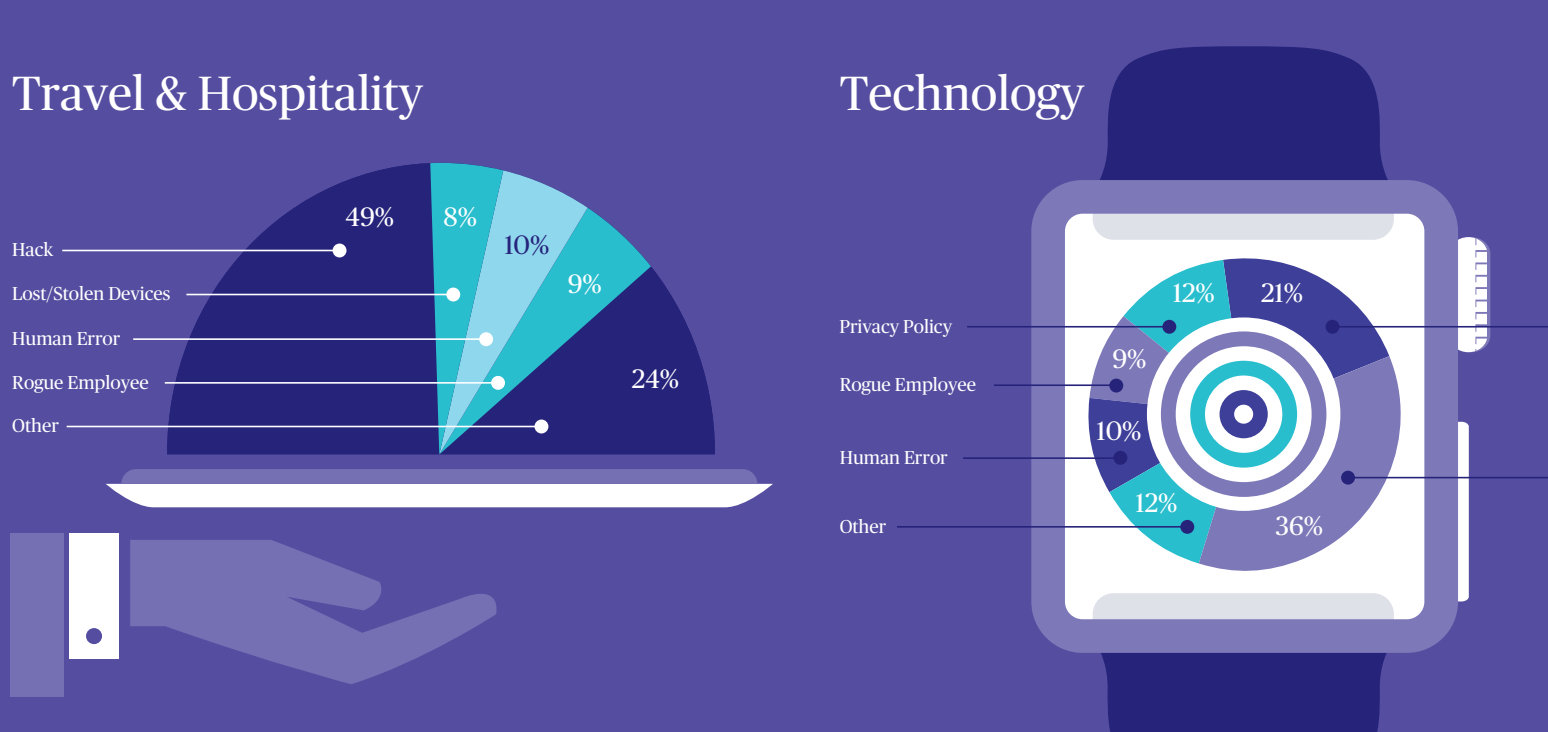 Travel & Hospitality
49%
8%
10%
9%
24%
Hack
Lost/Stolen Devices
Human Error
Rogue Employee
Other
Technology
12%
21%
9%
10%
12%
36%
Privacy Policy
Rogue Employee
Human Error
Other